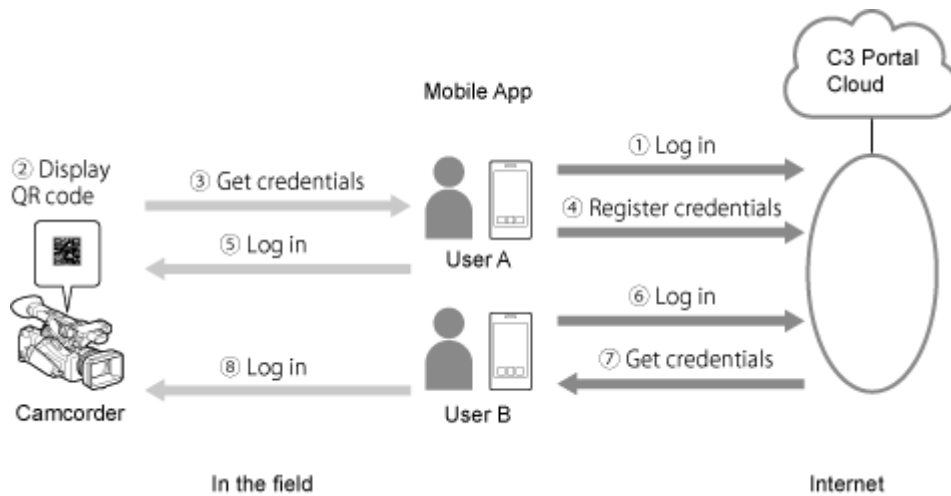 C3 Portal
Cloud
Mobile App
① Log in
② Display
QR code
③ Get credentials
④ Register credentials
⑤ Log in
User A
⑥ Log in
⑦ Get credentials
⑧ Log in
Camcorder
User B
In the field
Internet